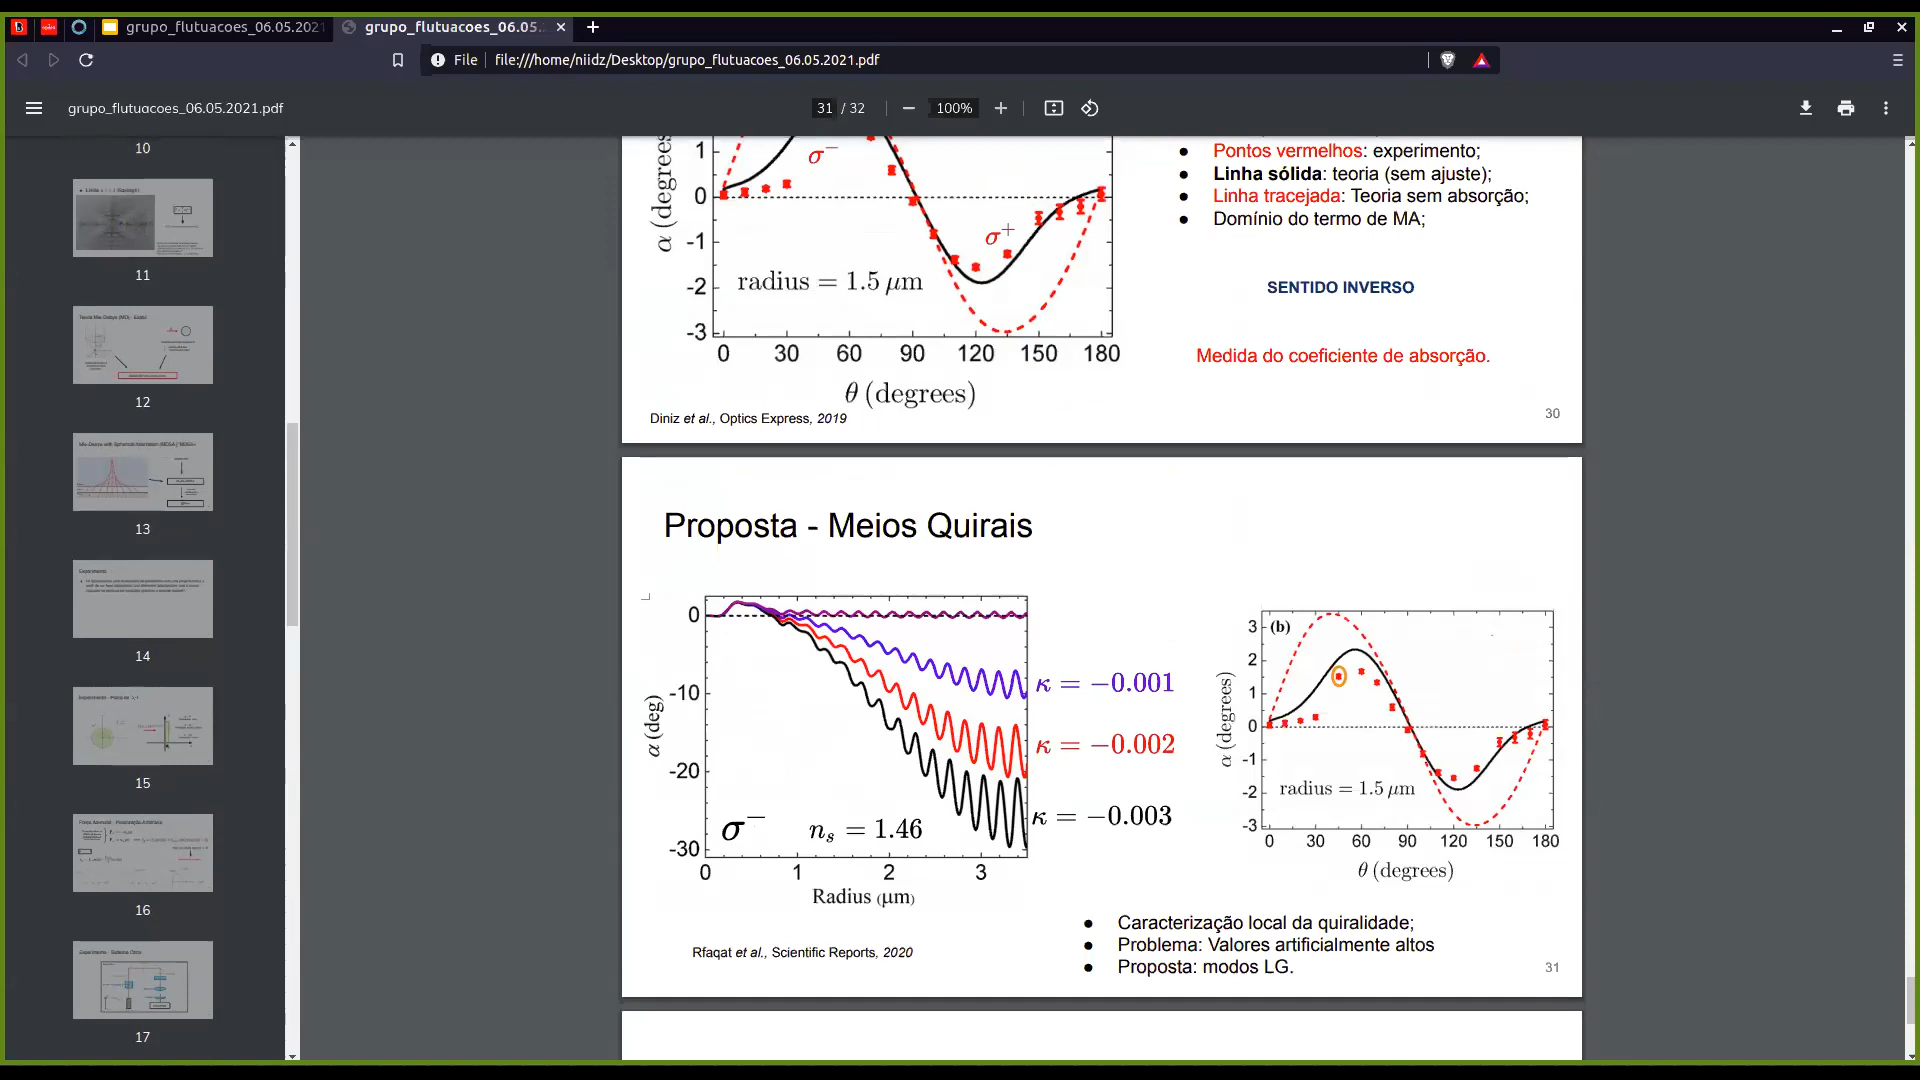 grupo_flutuacoes_06.05.2021
grupo_flutuacoes_06.05.
File
file:///home/niidz/Desktop/grupo_flutuacoes_06.05.2021.pdf
grupo_flutuacoes_06.05.2021.pdf
31 / 32
100%
10
11
12
13
14
15
16
17
α (degrees
1
0
-1
-2
-3
σ⁻
σ⁺
radius = 1.5 μm
0 30 60 90 120 150 180
θ (degrees)
Diniz et al., Optics Express, 2019
Pontos vermelhos: experimento;
Linha sólida: teoria (sem ajuste);
Linha tracejada: Teoria sem absorção;
Domínio do termo de MA;
SENTIDO INVERSO
Medida do coeficiente de absorção.
30
Proposta - Meios Quirais
α (deg)
0
-10
-20
-30
σ⁻
nₛ = 1.46
0 1 2 3
Radius (μm)
κ = −0.001
κ = −0.002
κ = −0.003
Rfaqat et al., Scientific Reports, 2020
(b)
α (degrees)
3
2
1
0
-1
-2
-3
radius = 1.5 μm
0 30 60 90 120 150 180
θ (degrees)
Caracterização local da quiralidade;
Problema: Valores artificialmente altos
Proposta: modos LG.
31